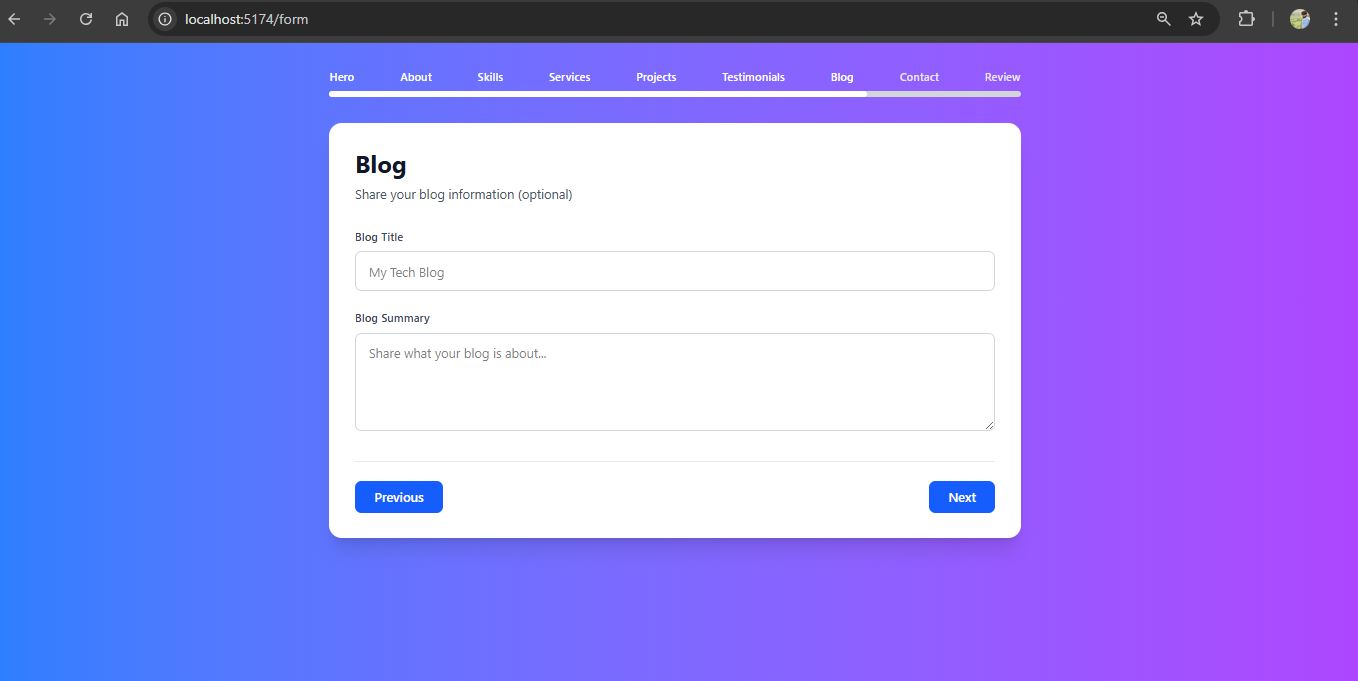 localhost:5174/form
Hero About Skills Services Projects Testimonials Blog Contact Review
Blog
Share your blog information (optional)
Blog Title
My Tech Blog
Blog Summary
Share what your blog is about...
Previous Next